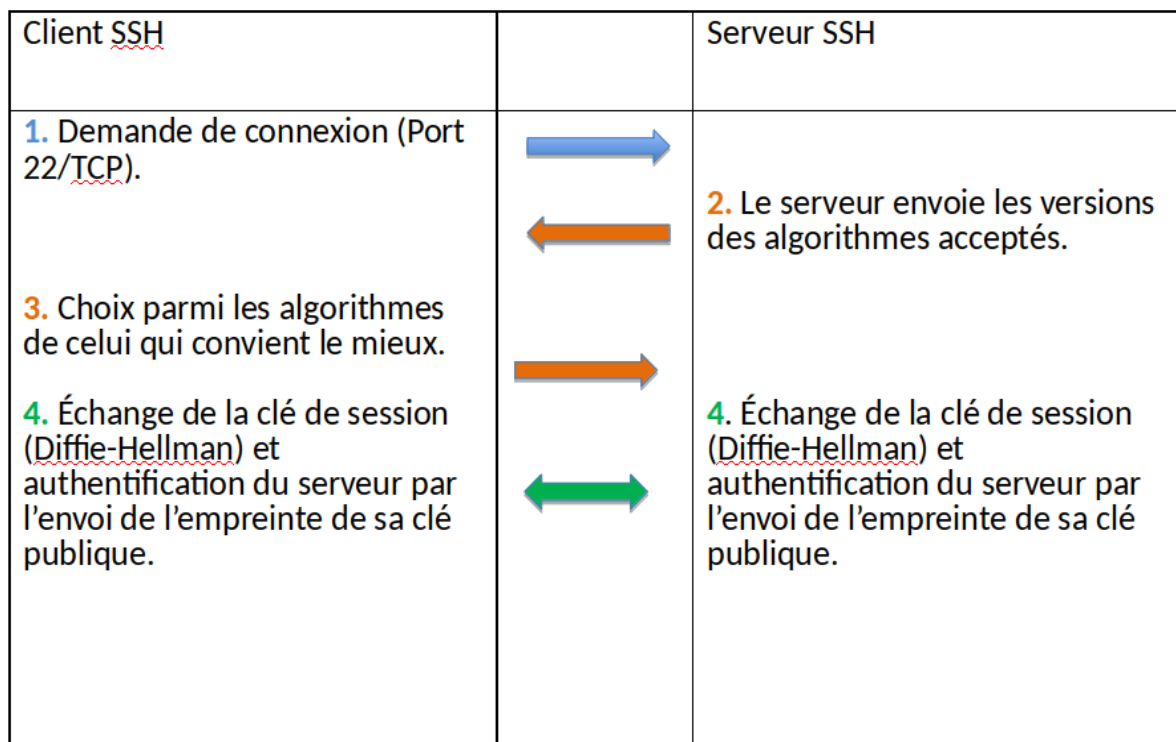 Client SSH
Serveur SSH
1. Demande de connexion (Port
22/TCP).
2. Le serveur envoie les versions
des algorithmes acceptés.
3. Choix parmi les algorithmes
de celui qui convient le mieux.
4. Échange de la clé de session
(Diffie-Hellman) et
authentification du serveur par
l’envoi de l’empreinte de sa clé
publique.
4. Échange de la clé de session
(Diffie-Hellman) et
authentification du serveur par
l’envoi de l’empreinte de sa clé
publique.